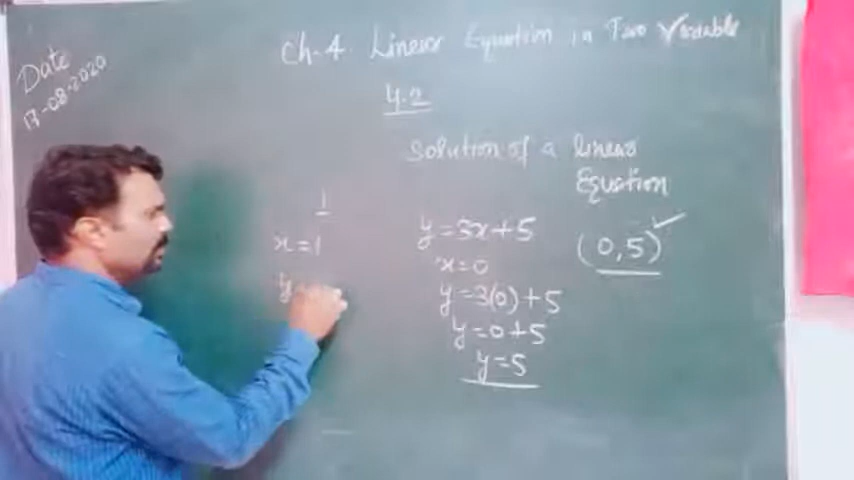 Date
17-08-2020
Ch-4 Linear Equation in Two Variable
4.2
Solution of a linear
Equation
1
x=1
y=
y=3x+5
x=0
y=3(0)+5
y=0+5
y=5
(0,5)